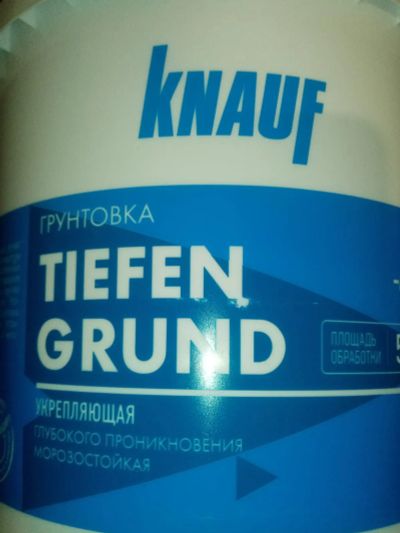 KNAUF
ГРУНТОВКА
TIEFEN
GRUND
ПЛОЩАДЬ
ОБРАБОТКИ
УКРЕПЛЯЮЩАЯ
ГЛУБОКОГО ПРОНИКНОВЕНИЯ
МОРОЗОСТОЙКАЯ